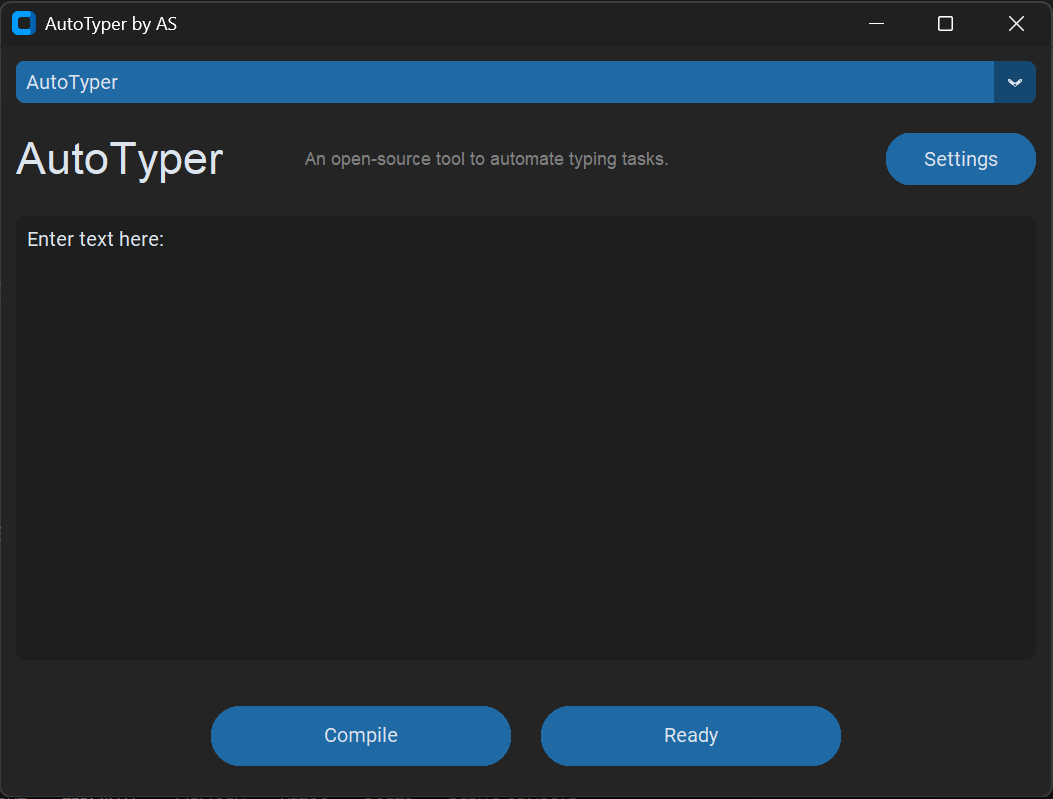 AutoTyper by AS
AutoTyper
AutoTyper
An open-source tool to automate typing tasks.
Settings
Enter text here:
Compile
Ready